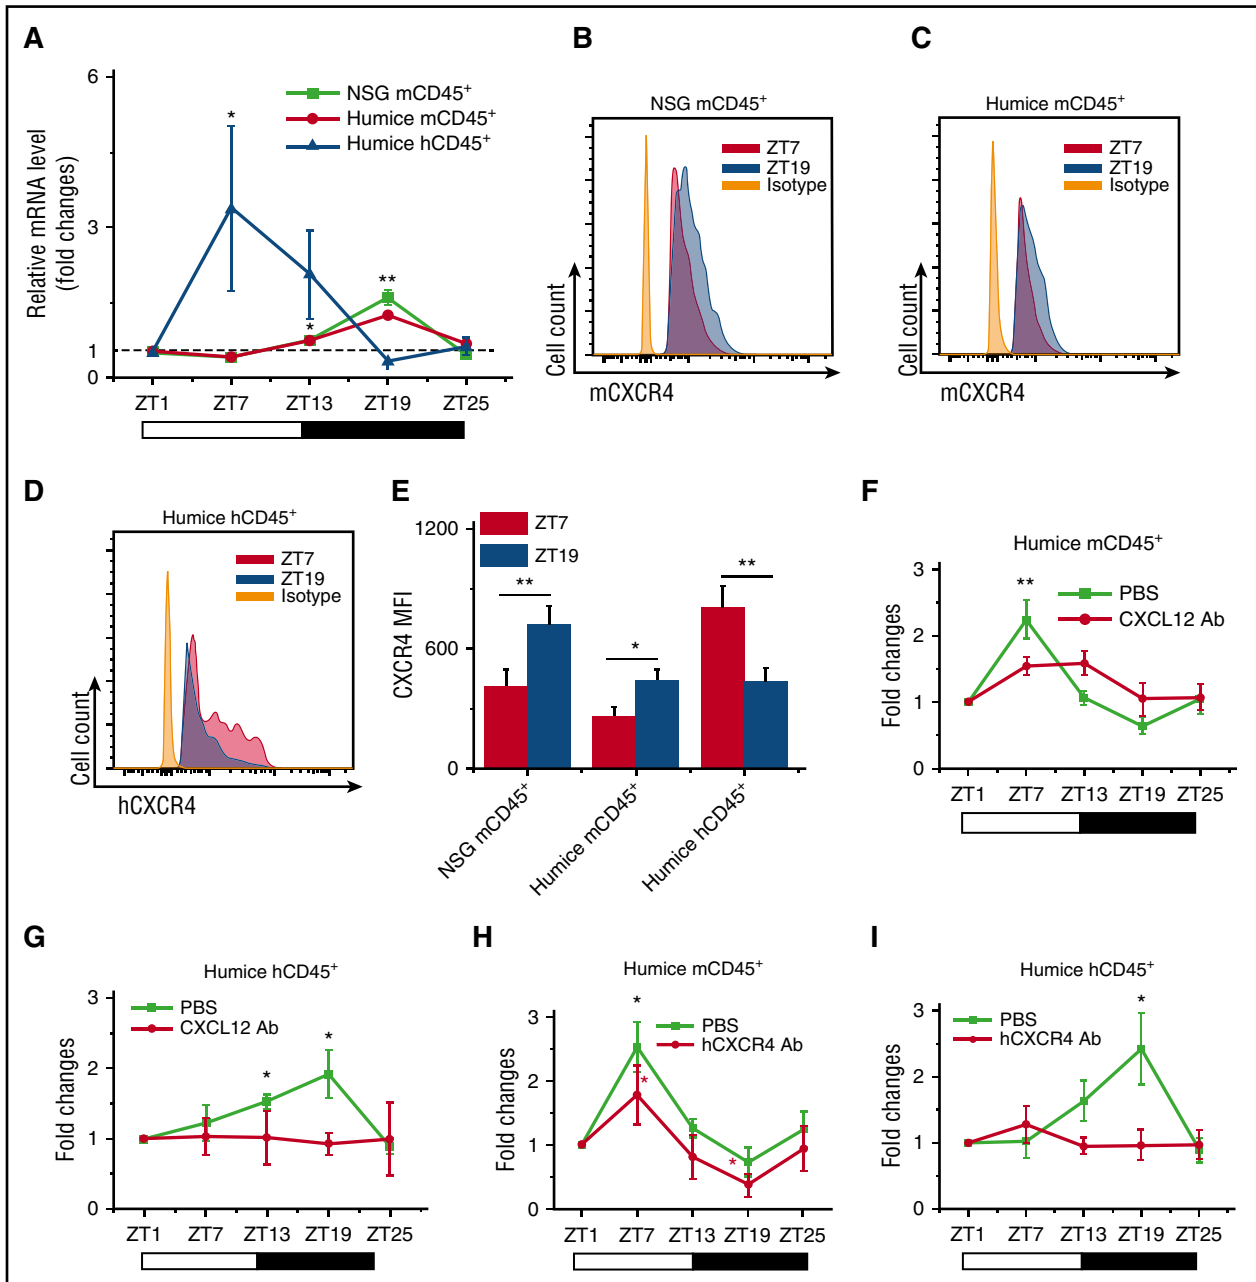 A
Relative mRNA level
(fold changes)
6
3
1
0
NSG mCD45+
Humice mCD45+
Humice hCD45+
*
*
**
ZT1 ZT7 ZT13 ZT19 ZT25
B
NSG mCD45+
ZT7
ZT19
Isotype
Cell count
mCXCR4
C
Humice mCD45+
ZT7
ZT19
Isotype
Cell count
mCXCR4
D
Humice hCD45+
ZT7
ZT19
Isotype
Cell count
hCXCR4
E
ZT7
ZT19
CXCR4 MFI
1200
600
0
**
*
**
NSG mCD45+
Humice mCD45+
Humice hCD45+
F
Humice mCD45+
PBS
CXCL12 Ab
**
Fold changes
3
2
1
0
ZT1 ZT7 ZT13 ZT19 ZT25
G
Humice hCD45+
PBS
CXCL12 Ab
*
*
Fold changes
3
2
1
0
ZT1 ZT7 ZT13 ZT19 ZT25
H
Humice mCD45+
PBS
hCXCR4 Ab
*
*
*
Fold changes
3
2
1
0
ZT1 ZT7 ZT13 ZT19 ZT25
I
Humice hCD45+
PBS
hCXCR4 Ab
*
Fold changes
3
2
1
0
ZT1 ZT7 ZT13 ZT19 ZT25